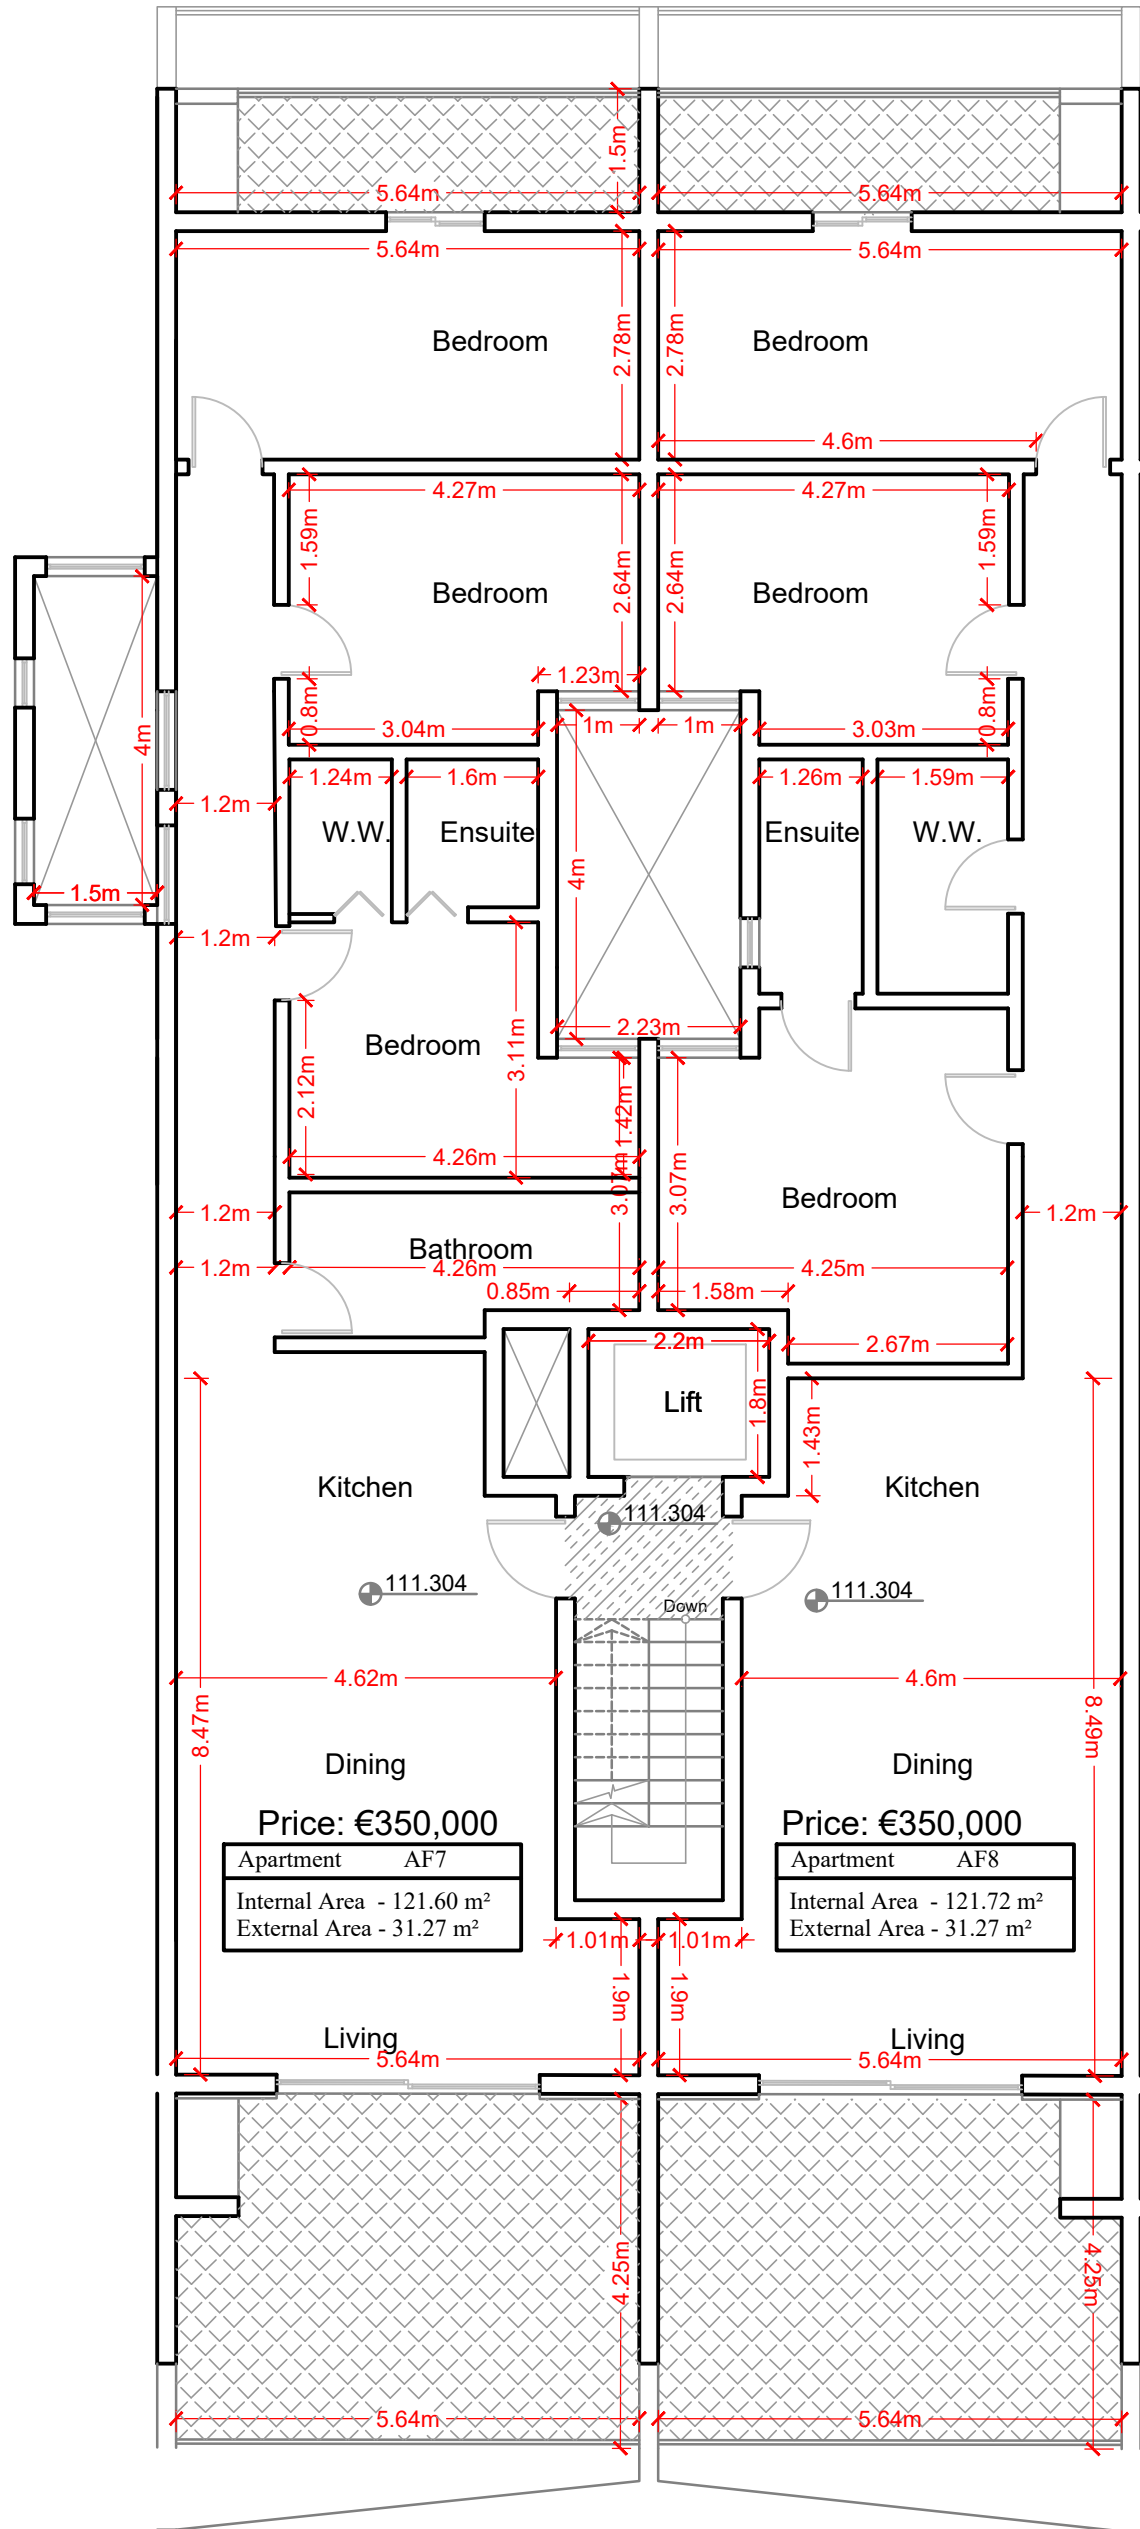 1.5m
5.64m 5.64m
5.64m 5.64m
2.78m 2.78m
Bedroom Bedroom
4.6m
4.27m 4.27m
1.59m 1.59m
2.64m 2.64m
Bedroom Bedroom
1.23m
0.8m 0.8m
3.04m 1m 1m 3.03m
4m
1.24m 1.6m 1.26m 1.59m
1.2m
W.W. Ensuite Ensuite W.W.
4m
1.5m
1.2m
2.23m
Bedroom
3.11m
2.12m
1.42m
4.26m
3.07m 3.07m
Bedroom
1.2m 1.2m
Bathroom
1.2m 4.26m 4.25m
0.85m 1.58m
2.2m 2.67m
Lift
1.8m
1.43m
Kitchen Kitchen
111.304
111.304 111.304
Down
4.62m 4.6m
8.47m 8.49m
Dining Dining
Price: €350,000 Price: €350,000
Apartment AF7 Apartment AF8
Internal Area - 121.60 m² Internal Area - 121.72 m²
External Area - 31.27 m² External Area - 31.27 m²
1.01m 1.01m
1.9m 1.9m
Living Living
5.64m 5.64m
4.25m 4.25m
5.64m 5.64m